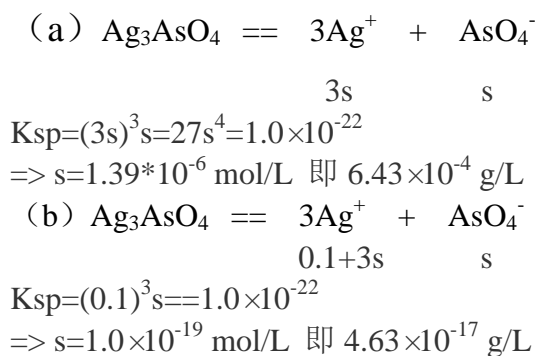 （a）Ag₃AsO₄ == 3Ag⁺ + AsO₄⁻
3s s
Ksp=(3s)³s=27s⁴=1.0×10⁻²²
=> s=1.39*10⁻⁶ mol/L 即 6.43×10⁻⁴ g/L
（b）Ag₃AsO₄ == 3Ag⁺ + AsO₄⁻
0.1+3s s
Ksp=(0.1)³s==1.0×10⁻²²
=> s=1.0×10⁻¹⁹ mol/L 即 4.63×10⁻¹⁷ g/L